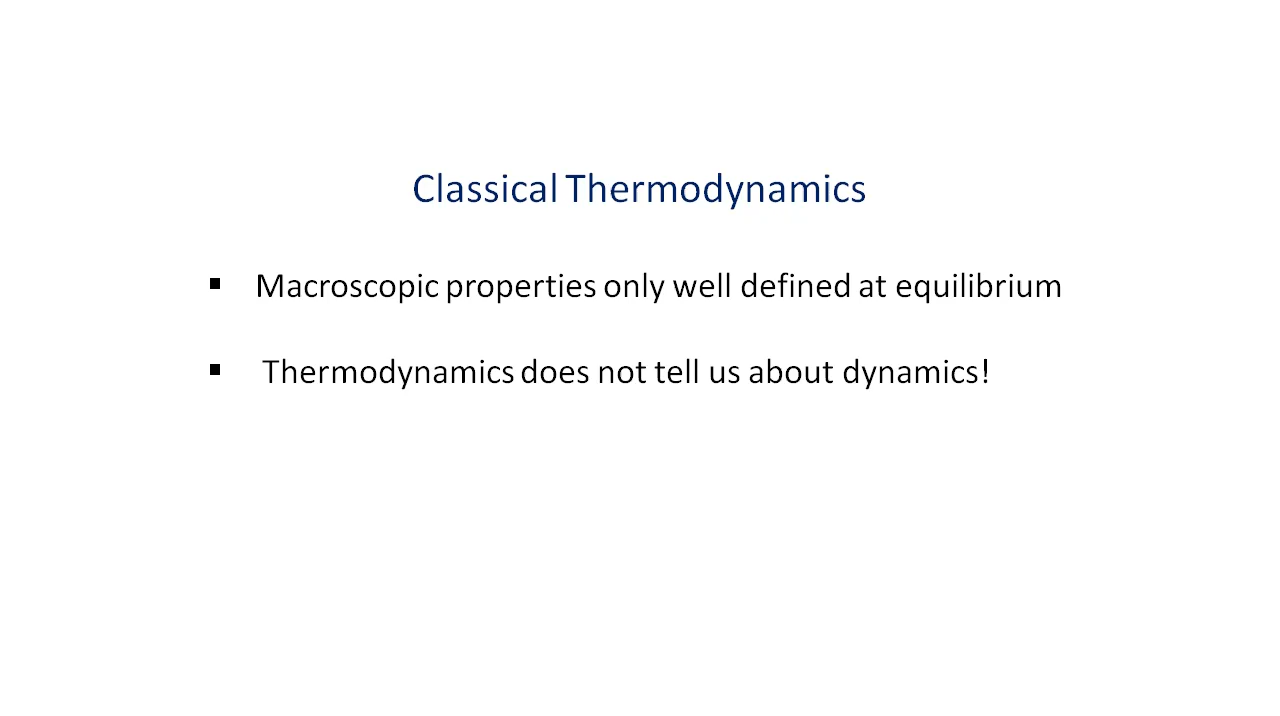 Classical Thermodynamics
▪ Macroscopic properties only well defined at equilibrium
▪ Thermodynamics does not tell us about dynamics!